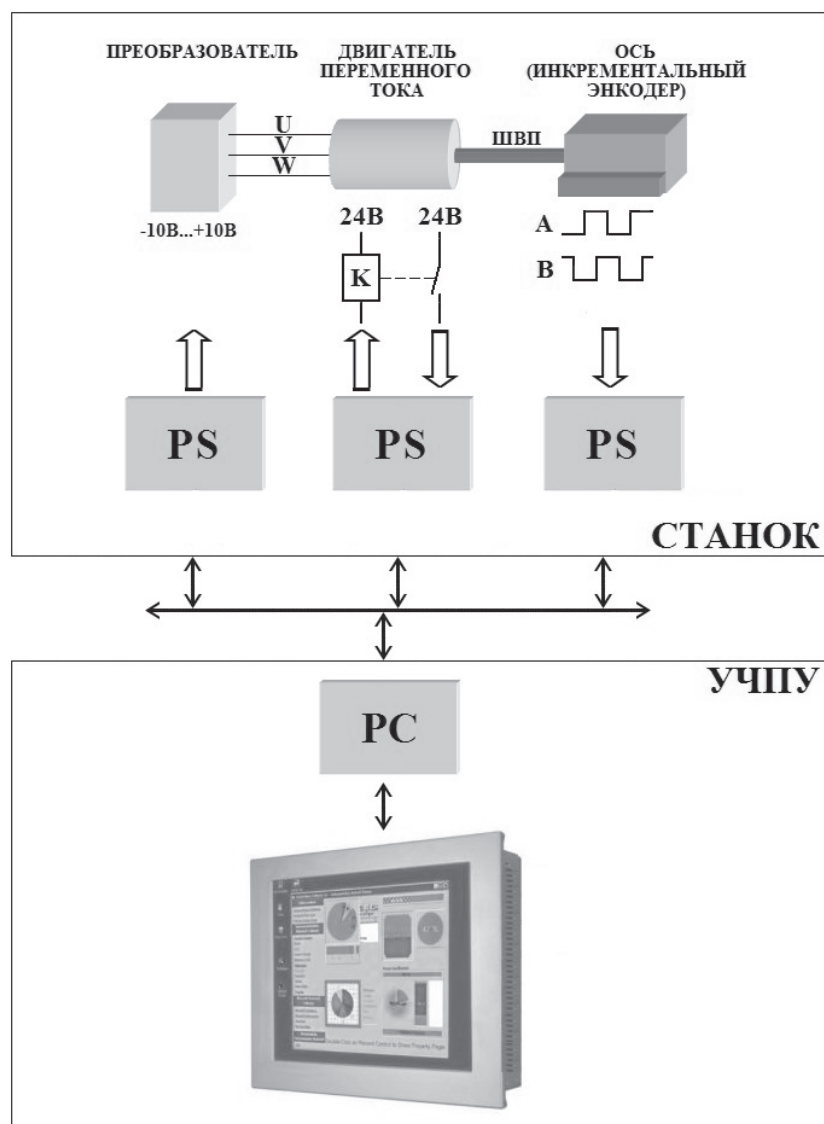 ПРЕОБРАЗОВАТЕЛЬ
ДВИГАТЕЛЬ
ПЕРЕМЕННОГО
ТОКА
ОСЬ
(ИНКРЕМЕНТАЛЬНЫЙ
ЭНКОДЕР)
U
V
W
ШВП
-10В...+10В
24В
24В
K
A
B
PS
PS
PS
СТАНОК
УЧПУ
PC